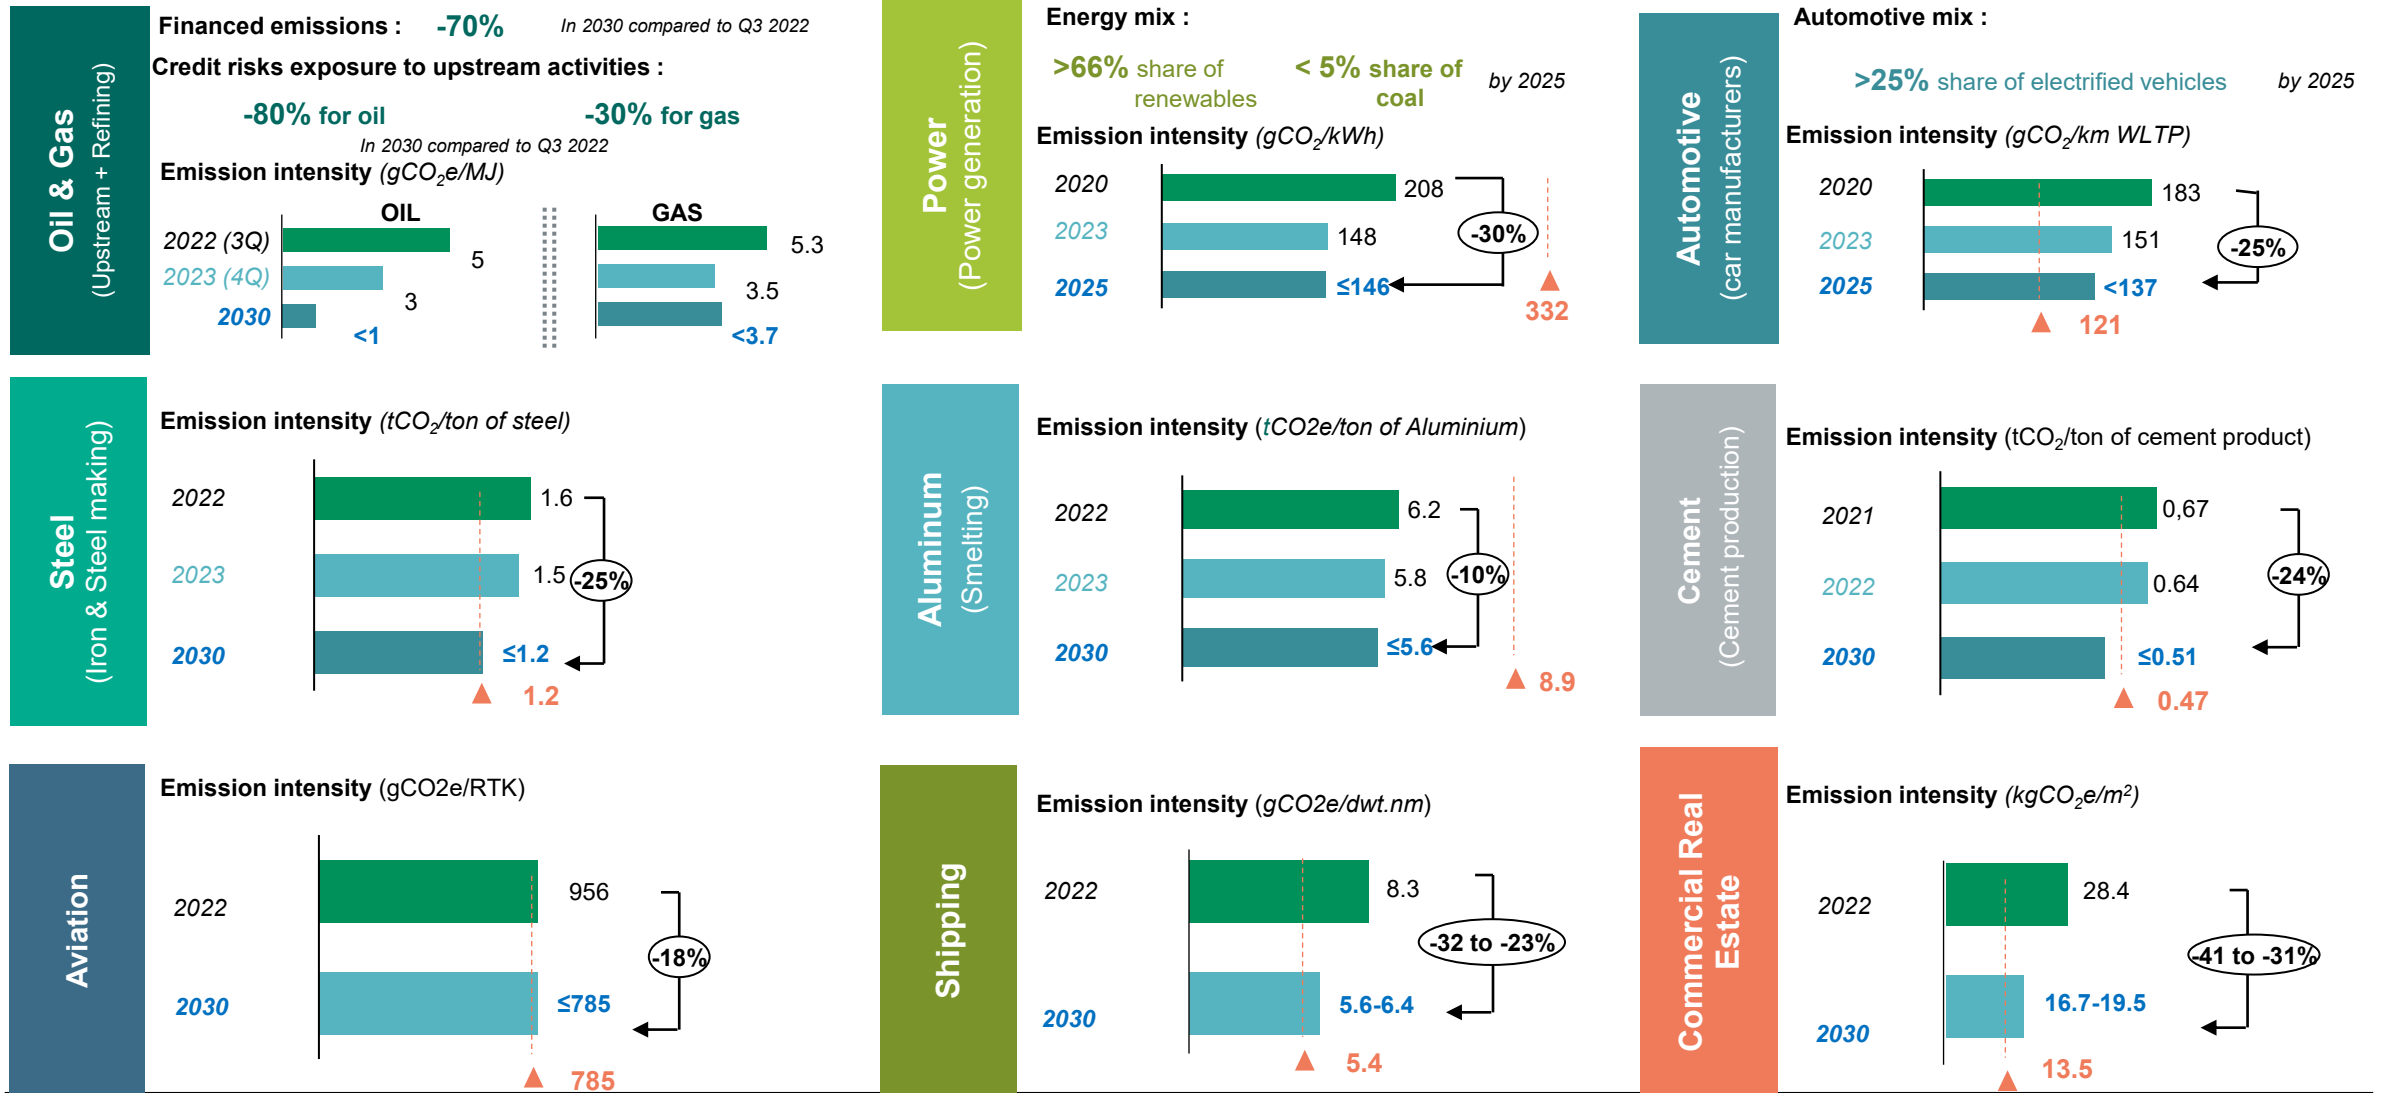 Oil & Gas
(Upstream + Refining)
Financed emissions : -70% In 2030 compared to Q3 2022
Credit risks exposure to upstream activities :
-80% for oil -30% for gas
In 2030 compared to Q3 2022
Emission intensity (gCO2e/MJ)
OIL GAS
2022 (3Q) 5 5.3
2023 (4Q) 3 3.5
2030 <1 <3.7
Power
(Power generation)
Energy mix :
>66% share of renewables
< 5% share of coal
by 2025
Emission intensity (gCO2/kWh)
2020 208
2023 148
-30%
2025 ≤146
332
Automotive
(car manufacturers)
Automotive mix :
>25% share of electrified vehicles by 2025
Emission intensity (gCO2/km WLTP)
2020 183
2023 151
-25%
2025 <137
121
Steel
(Iron & Steel making)
Emission intensity (tCO2/ton of steel)
2022 1.6
2023 1.5 -25%
2030 ≤1.2
1.2
Aluminum
(Smelting)
Emission intensity (tCO2e/ton of Aluminium)
2022 6.2
2023 5.8 -10%
2030 ≤5.6
8.9
Cement
(Cement production)
Emission intensity (tCO2/ton of cement product)
2021 0,67
2022 0.64 -24%
2030 ≤0.51
0.47
Aviation
Emission intensity (gCO2e/RTK)
2022 956
-18%
2030 ≤785
785
Shipping
Emission intensity (gCO2e/dwt.nm)
2022 8.3
-32 to -23%
2030 5.6-6.4
5.4
Commercial Real
Estate
Emission intensity (kgCO2e/m²)
2022 28.4
-41 to -31%
2030 16.7-19.5
13.5